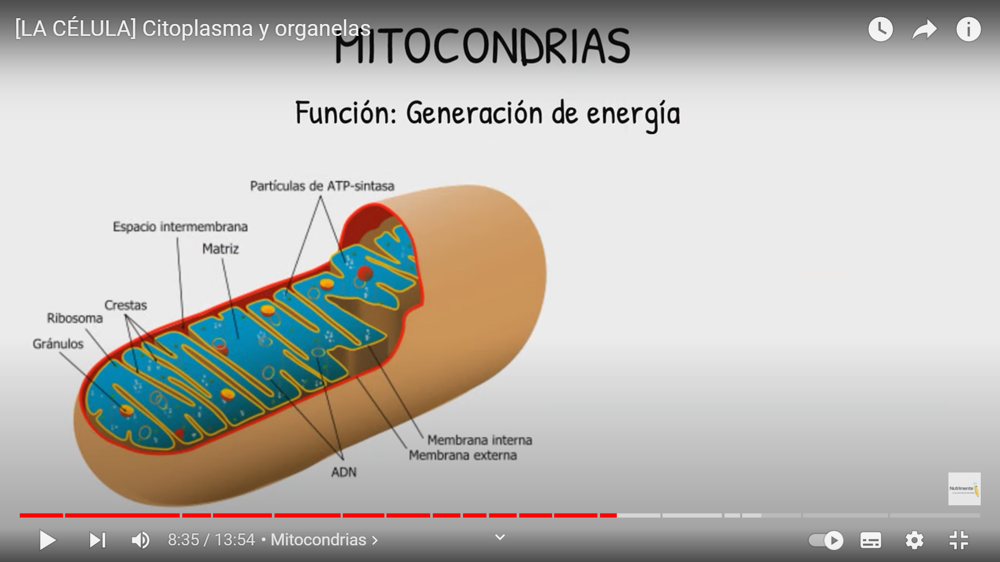 [LA CÉLULA] Citoplasma y organelas
MITOCONDRIAS
Función: Generación de energía
Partículas de ATP-sintasa
Espacio intermembrana
Matriz
Crestas
Ribosoma
Gránulos
Membrana interna
Membrana externa
ADN
Nutrimente
8:35 / 13:54 • Mitocondrias